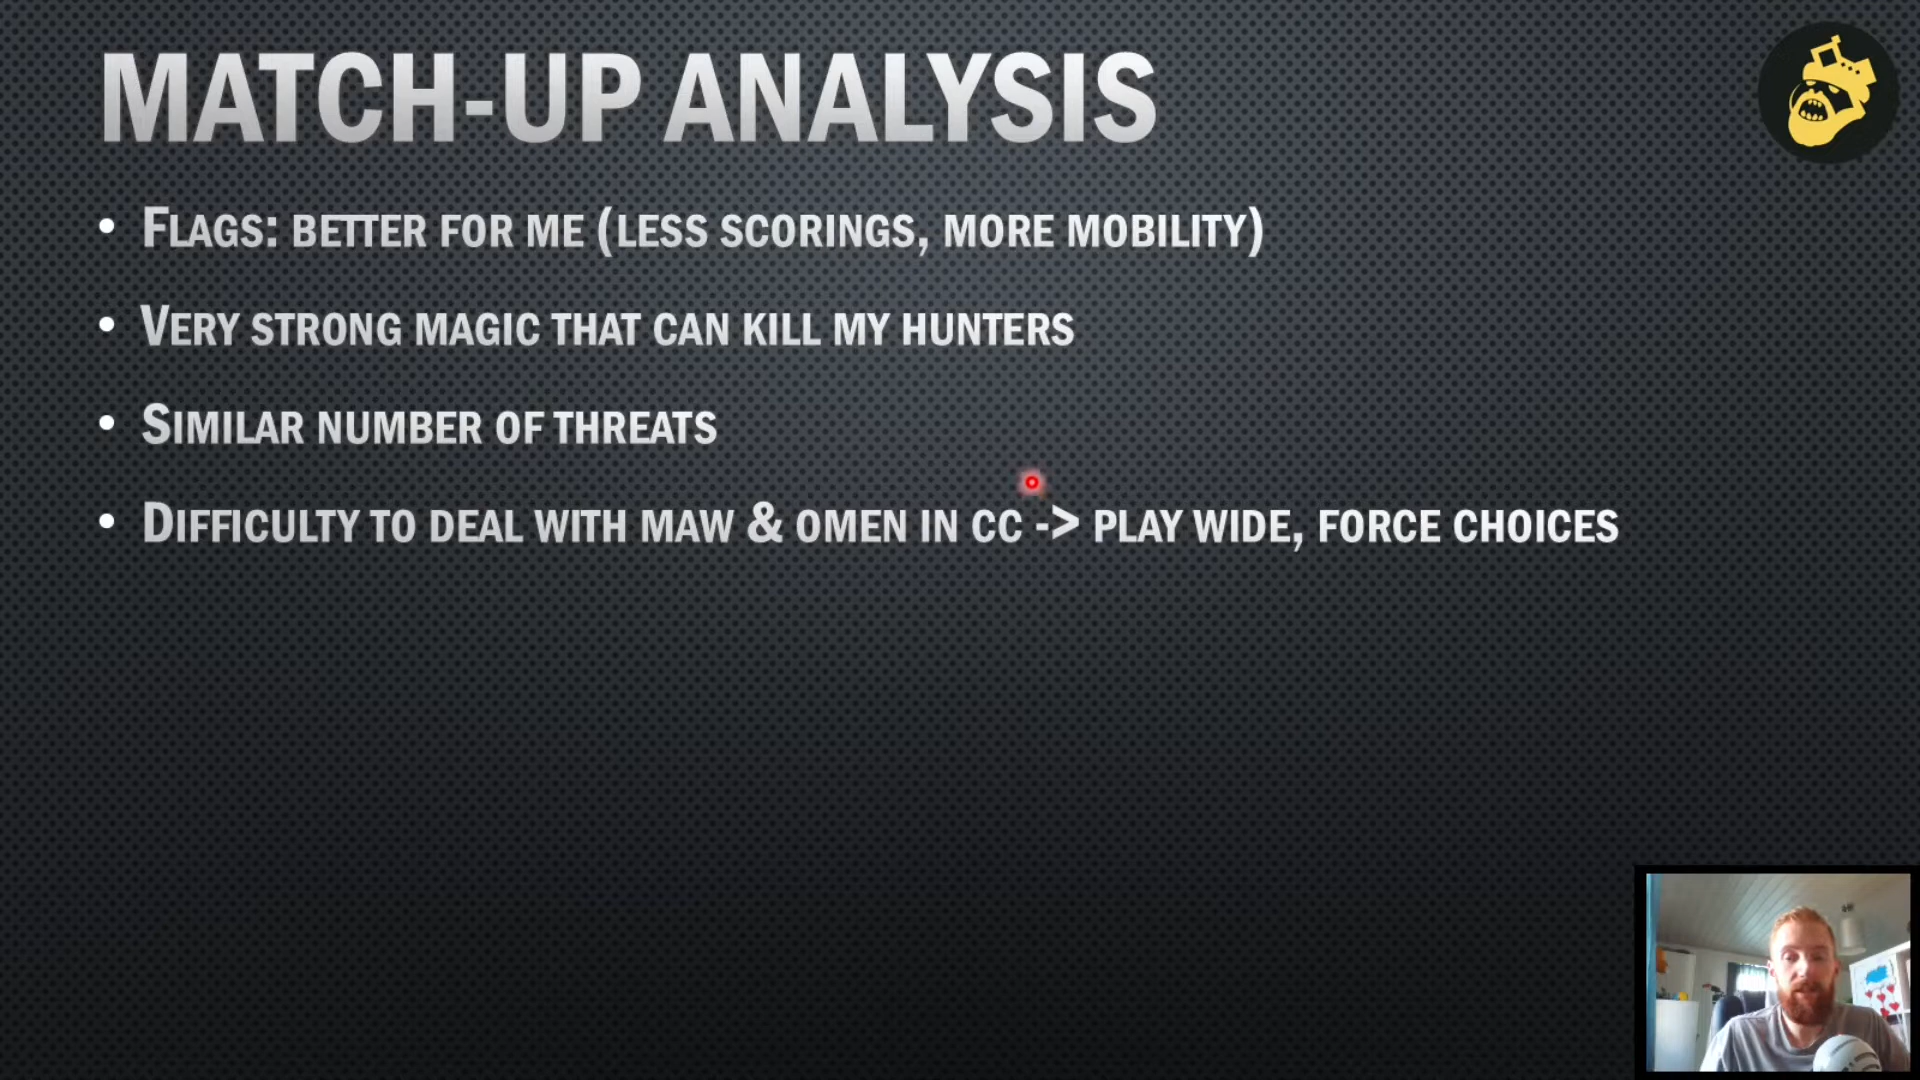 MATCH-UP ANALYSIS
• FLAGS: BETTER FOR ME (LESS SCORINGS, MORE MOBILITY)
• VERY STRONG MAGIC THAT CAN KILL MY HUNTERS
• SIMILAR NUMBER OF THREATS
• DIFFICULTY TO DEAL WITH MAW & OMEN IN CC -> PLAY WIDE, FORCE CHOICES